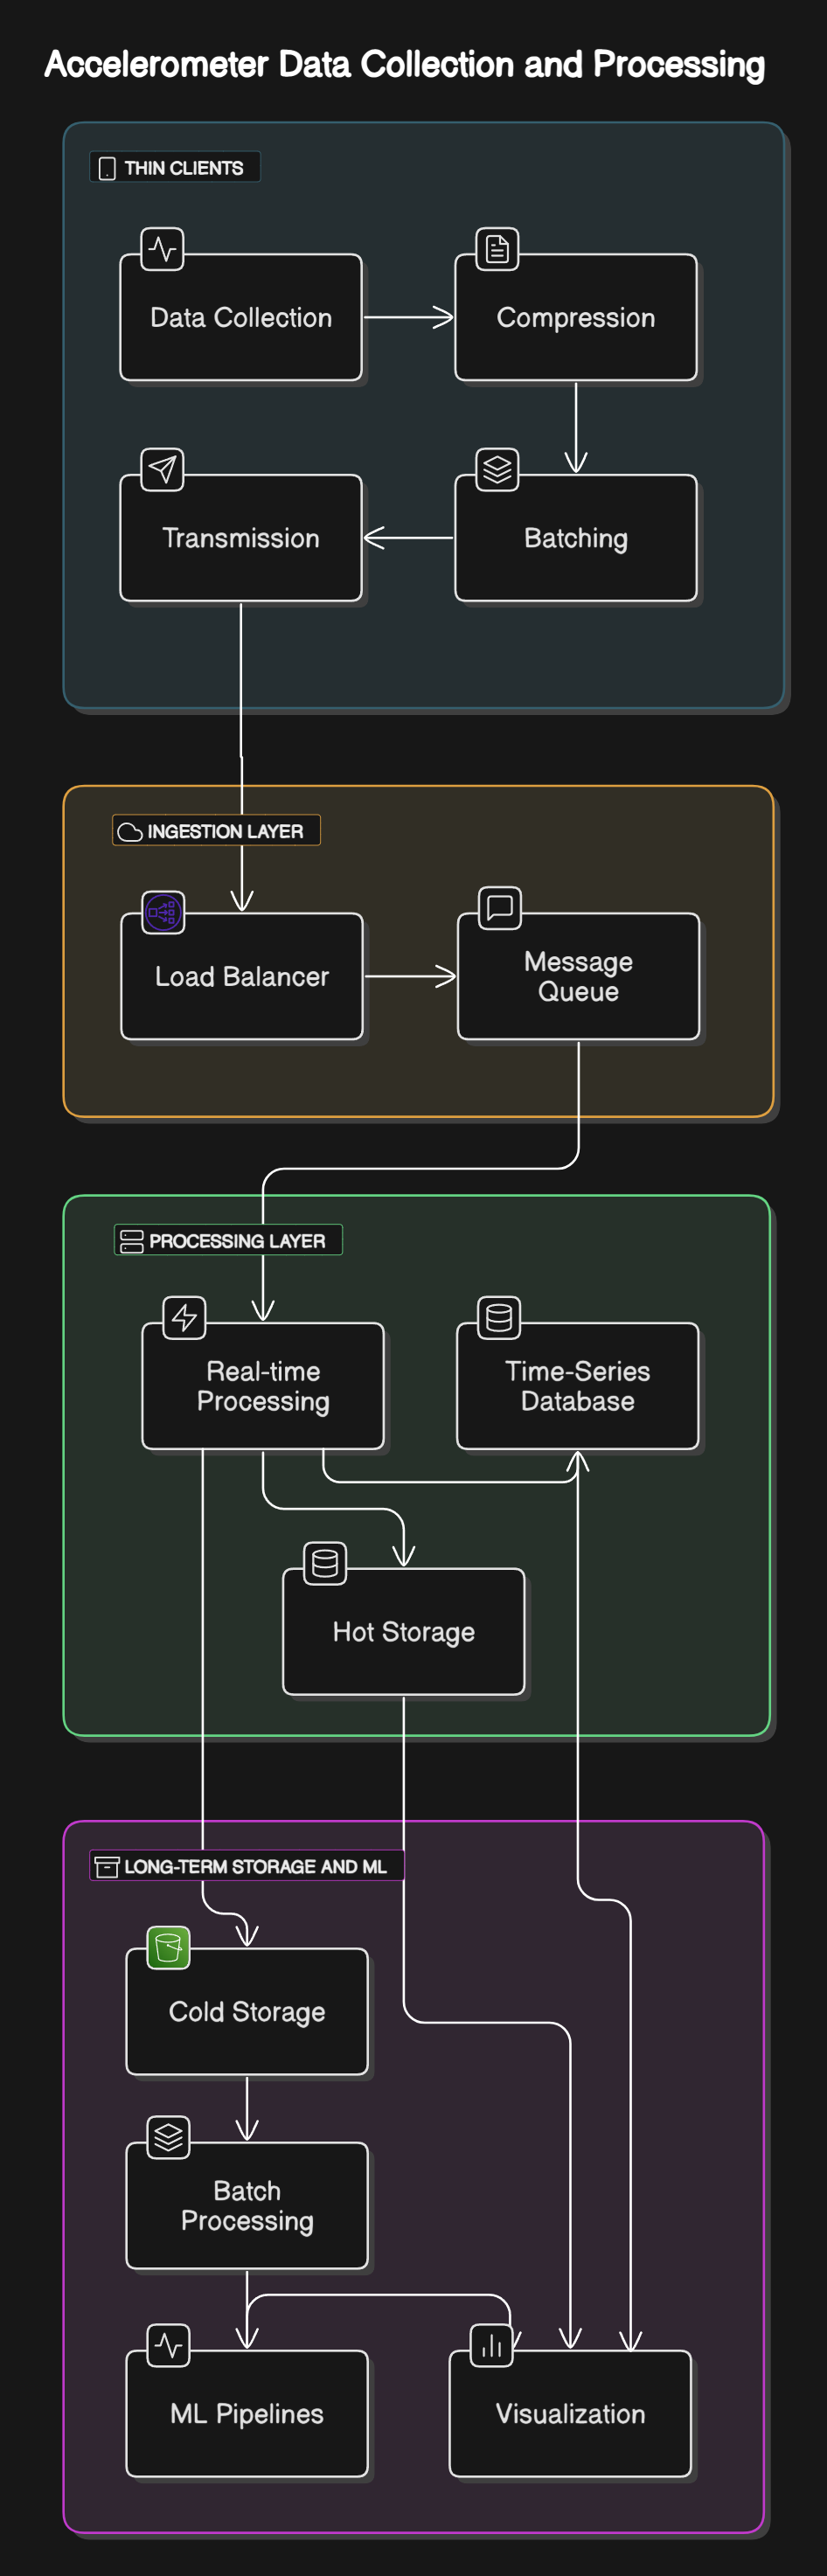 Accelerometer Data Collection and Processing
THIN CLIENTS
Data Collection
Compression
Transmission
Batching
INGESTION LAYER
Load Balancer
Message
Queue
PROCESSING LAYER
Real-time
Processing
Time-Series
Database
Hot Storage
LONG-TERM STORAGE AND ML
Cold Storage
Batch
Processing
ML Pipelines
Visualization